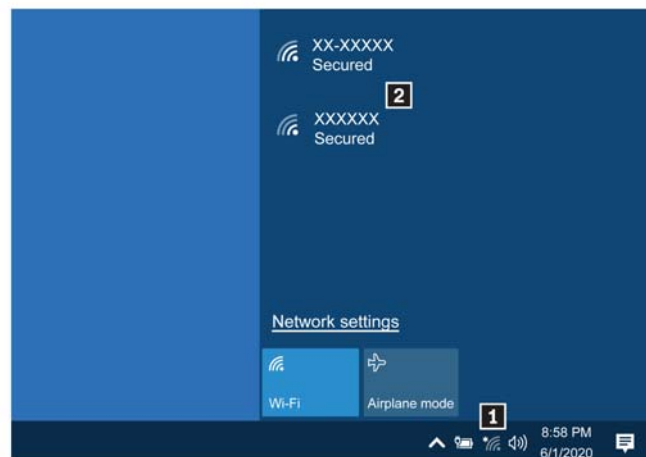 XX-XXXXX
Secured
2
XXXXXX
Secured
Network settings
Wi-Fi
Airplane mode
1
8:58 PM
6/1/2020